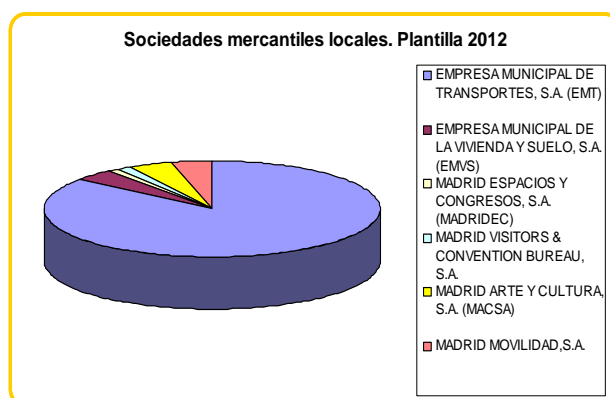 Sociedades mercantiles locales. Plantilla 2012
EMPRESA MUNICIPAL DE
TRANSPORTES, S.A. (EMT)
EMPRESA MUNICIPAL DE
LA VIVIENDA Y SUELO, S.A.
(EMVS)
MADRID ESPACIOS Y
CONGRESOS, S.A.
(MADRIDEC)
MADRID VISITORS &
CONVENTION BUREAU,
S.A.
MADRID ARTE Y CULTURA,
S.A. (MACSA)
MADRID MOVILIDAD,S.A.